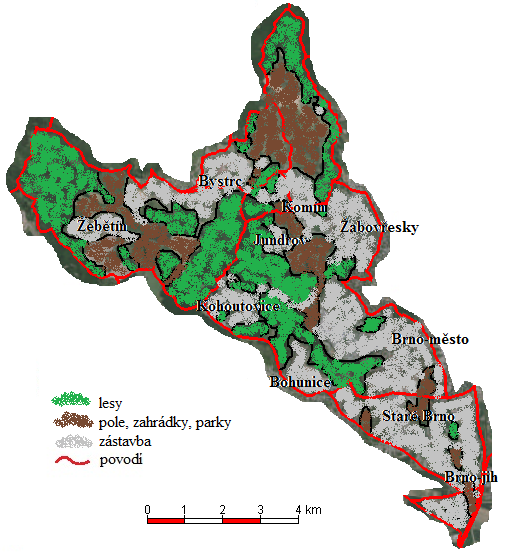 Bystrc
Komín
Žebětín
Jundrov
Žabovřesky
Kohoutovice
Brno-město
Bohunice
lesy
pole, zahrádky, parky
Staré Brno
zástavba
povodí
Brno-jih
0 1 2 3 4 km